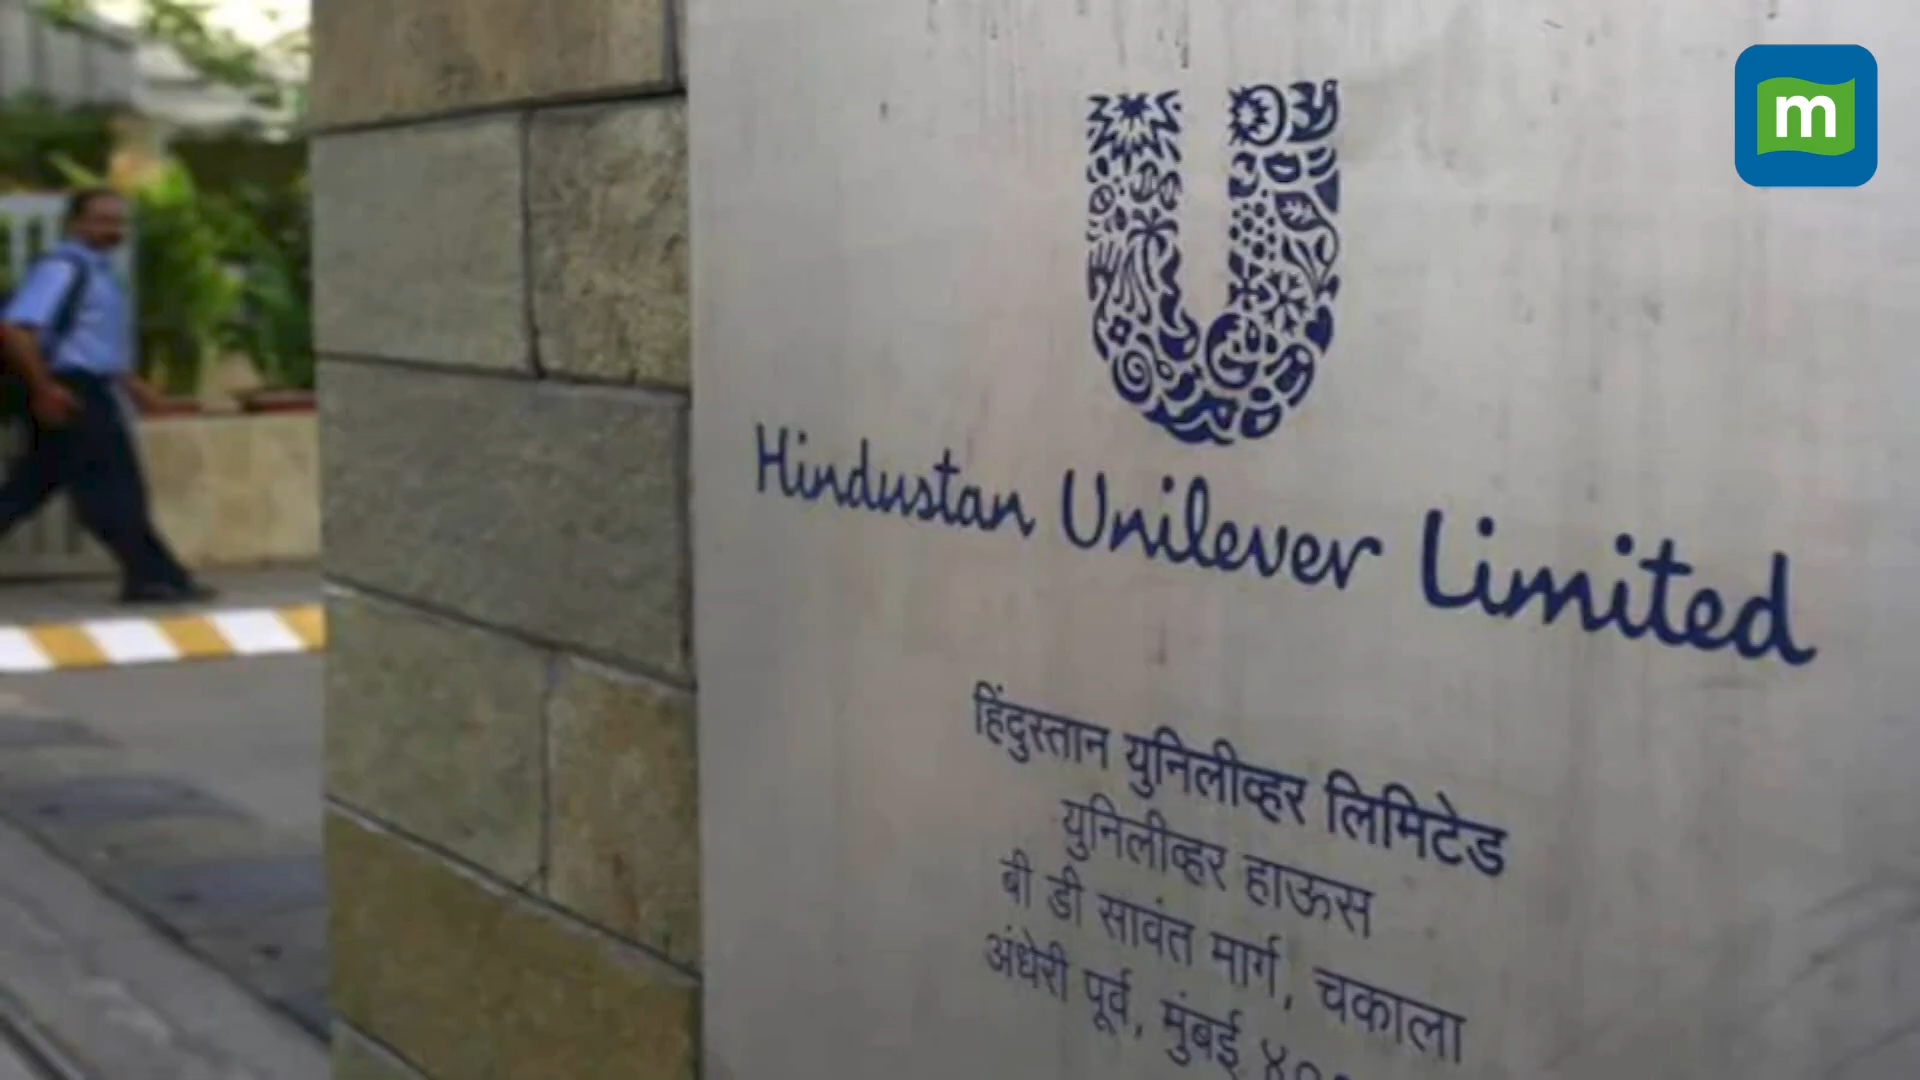 m
Hindustan Unilever Limited
हिंदुस्तान युनिलीव्हर लिमिटेड
युनिलीव्हर हाऊस
बी डी सावंत मार्ग, चकाला
अंधेरी पूर्व, मुंबई